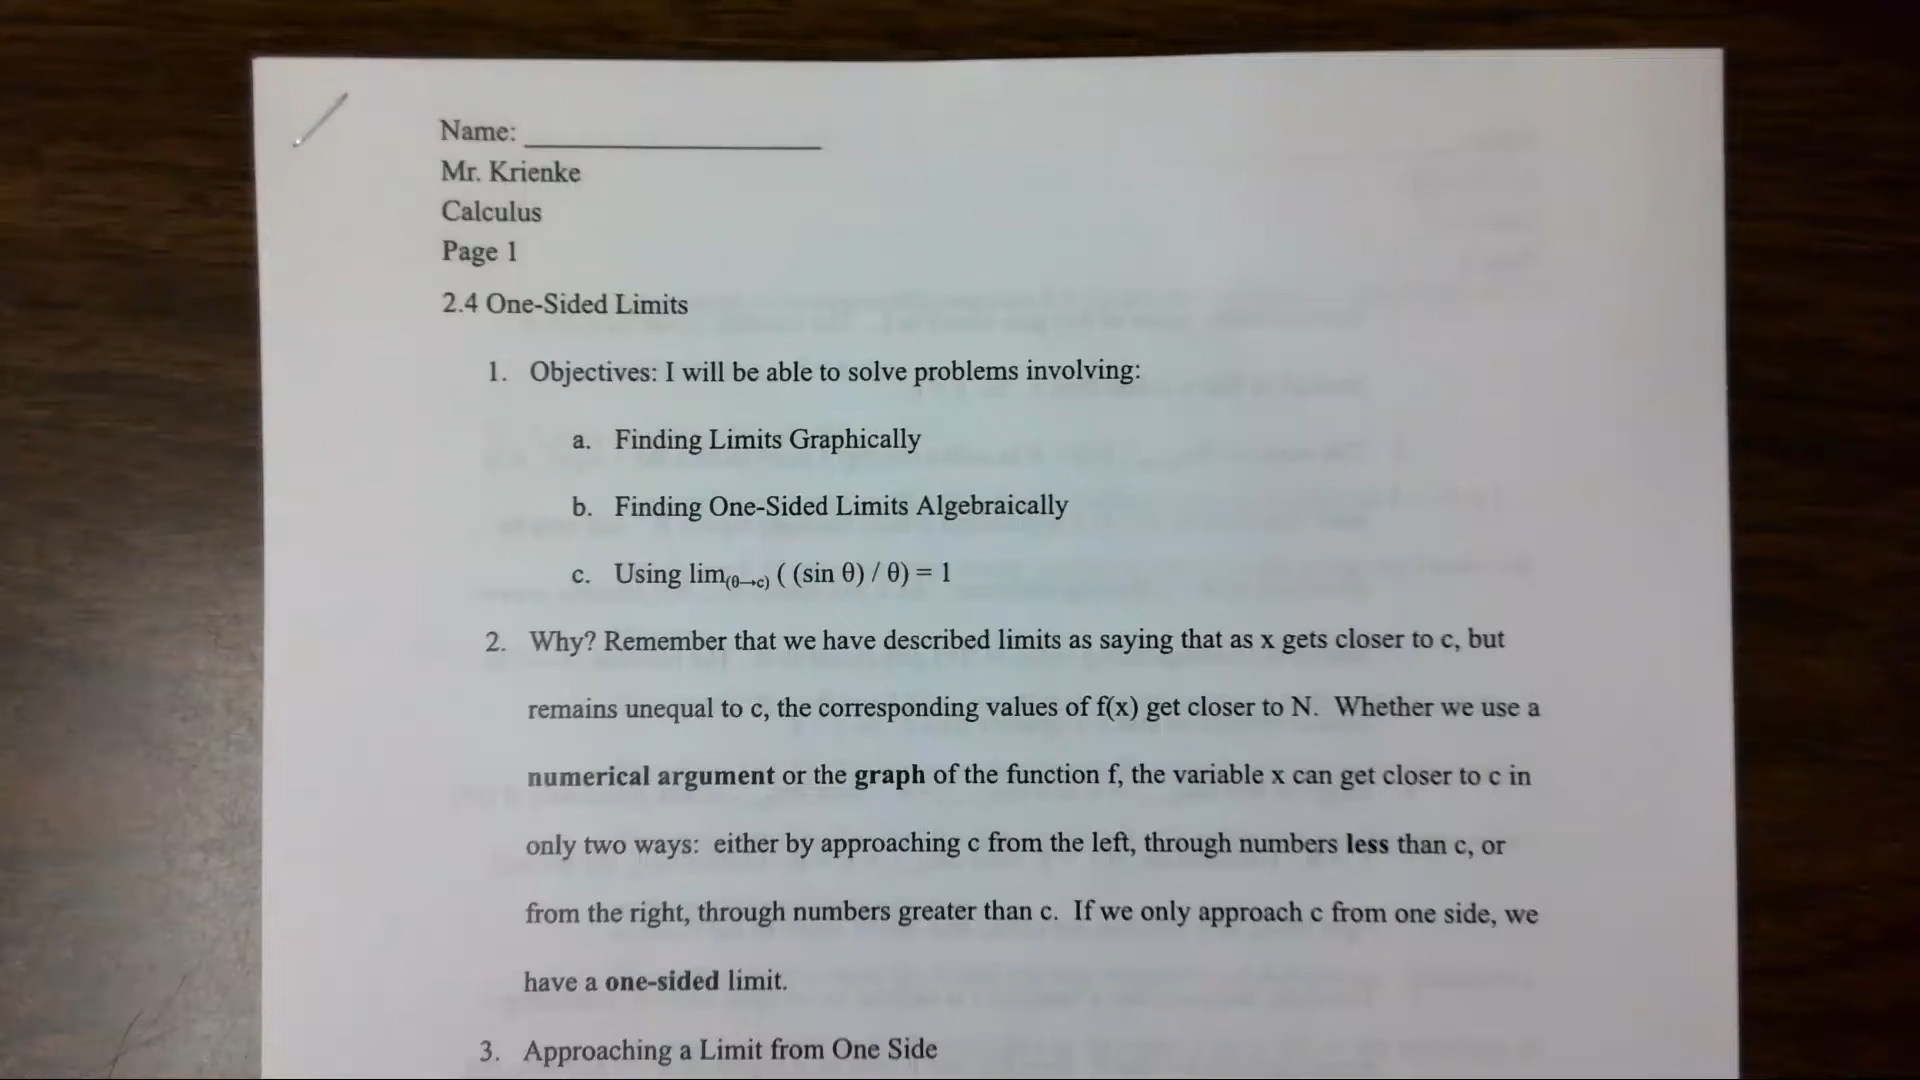 Name: ____________________
Mr. Krienke
Calculus
Page 1
2.4 One-Sided Limits
1. Objectives: I will be able to solve problems involving:
a. Finding Limits Graphically
b. Finding One-Sided Limits Algebraically
c. Using lim(θ→c) ( (sin θ) / θ) = 1
2. Why? Remember that we have described limits as saying that as x gets closer to c, but
remains unequal to c, the corresponding values of f(x) get closer to N. Whether we use a
numerical argument or the graph of the function f, the variable x can get closer to c in
only two ways: either by approaching c from the left, through numbers less than c, or
from the right, through numbers greater than c. If we only approach c from one side, we
have a one-sided limit.
3. Approaching a Limit from One Side